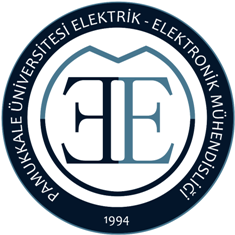 PAMUKKALE ÜNİVERSİTESİ ELEKTRİK - ELEKTRONİK MÜHENDİSLİĞİ
EE
1994